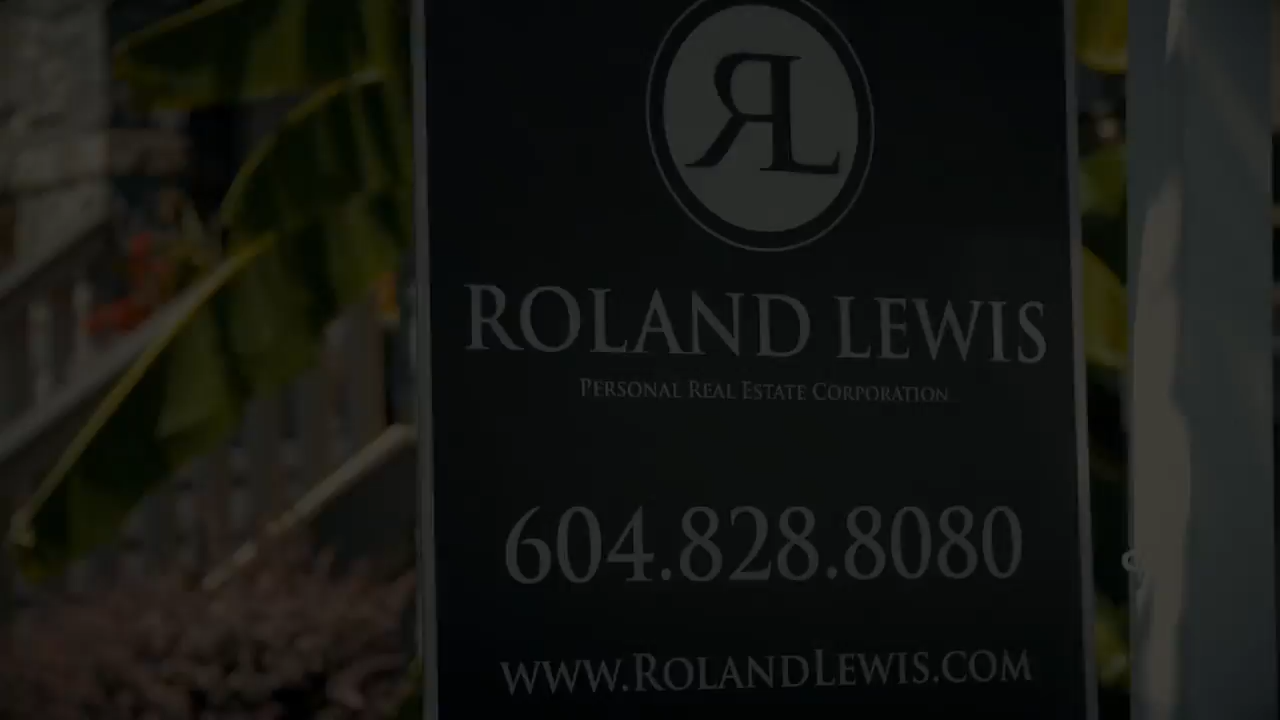 RL
ROLAND LEWIS
PERSONAL REAL ESTATE CORPORATION
604.828.8080
WWW.ROLANDLEWIS.COM